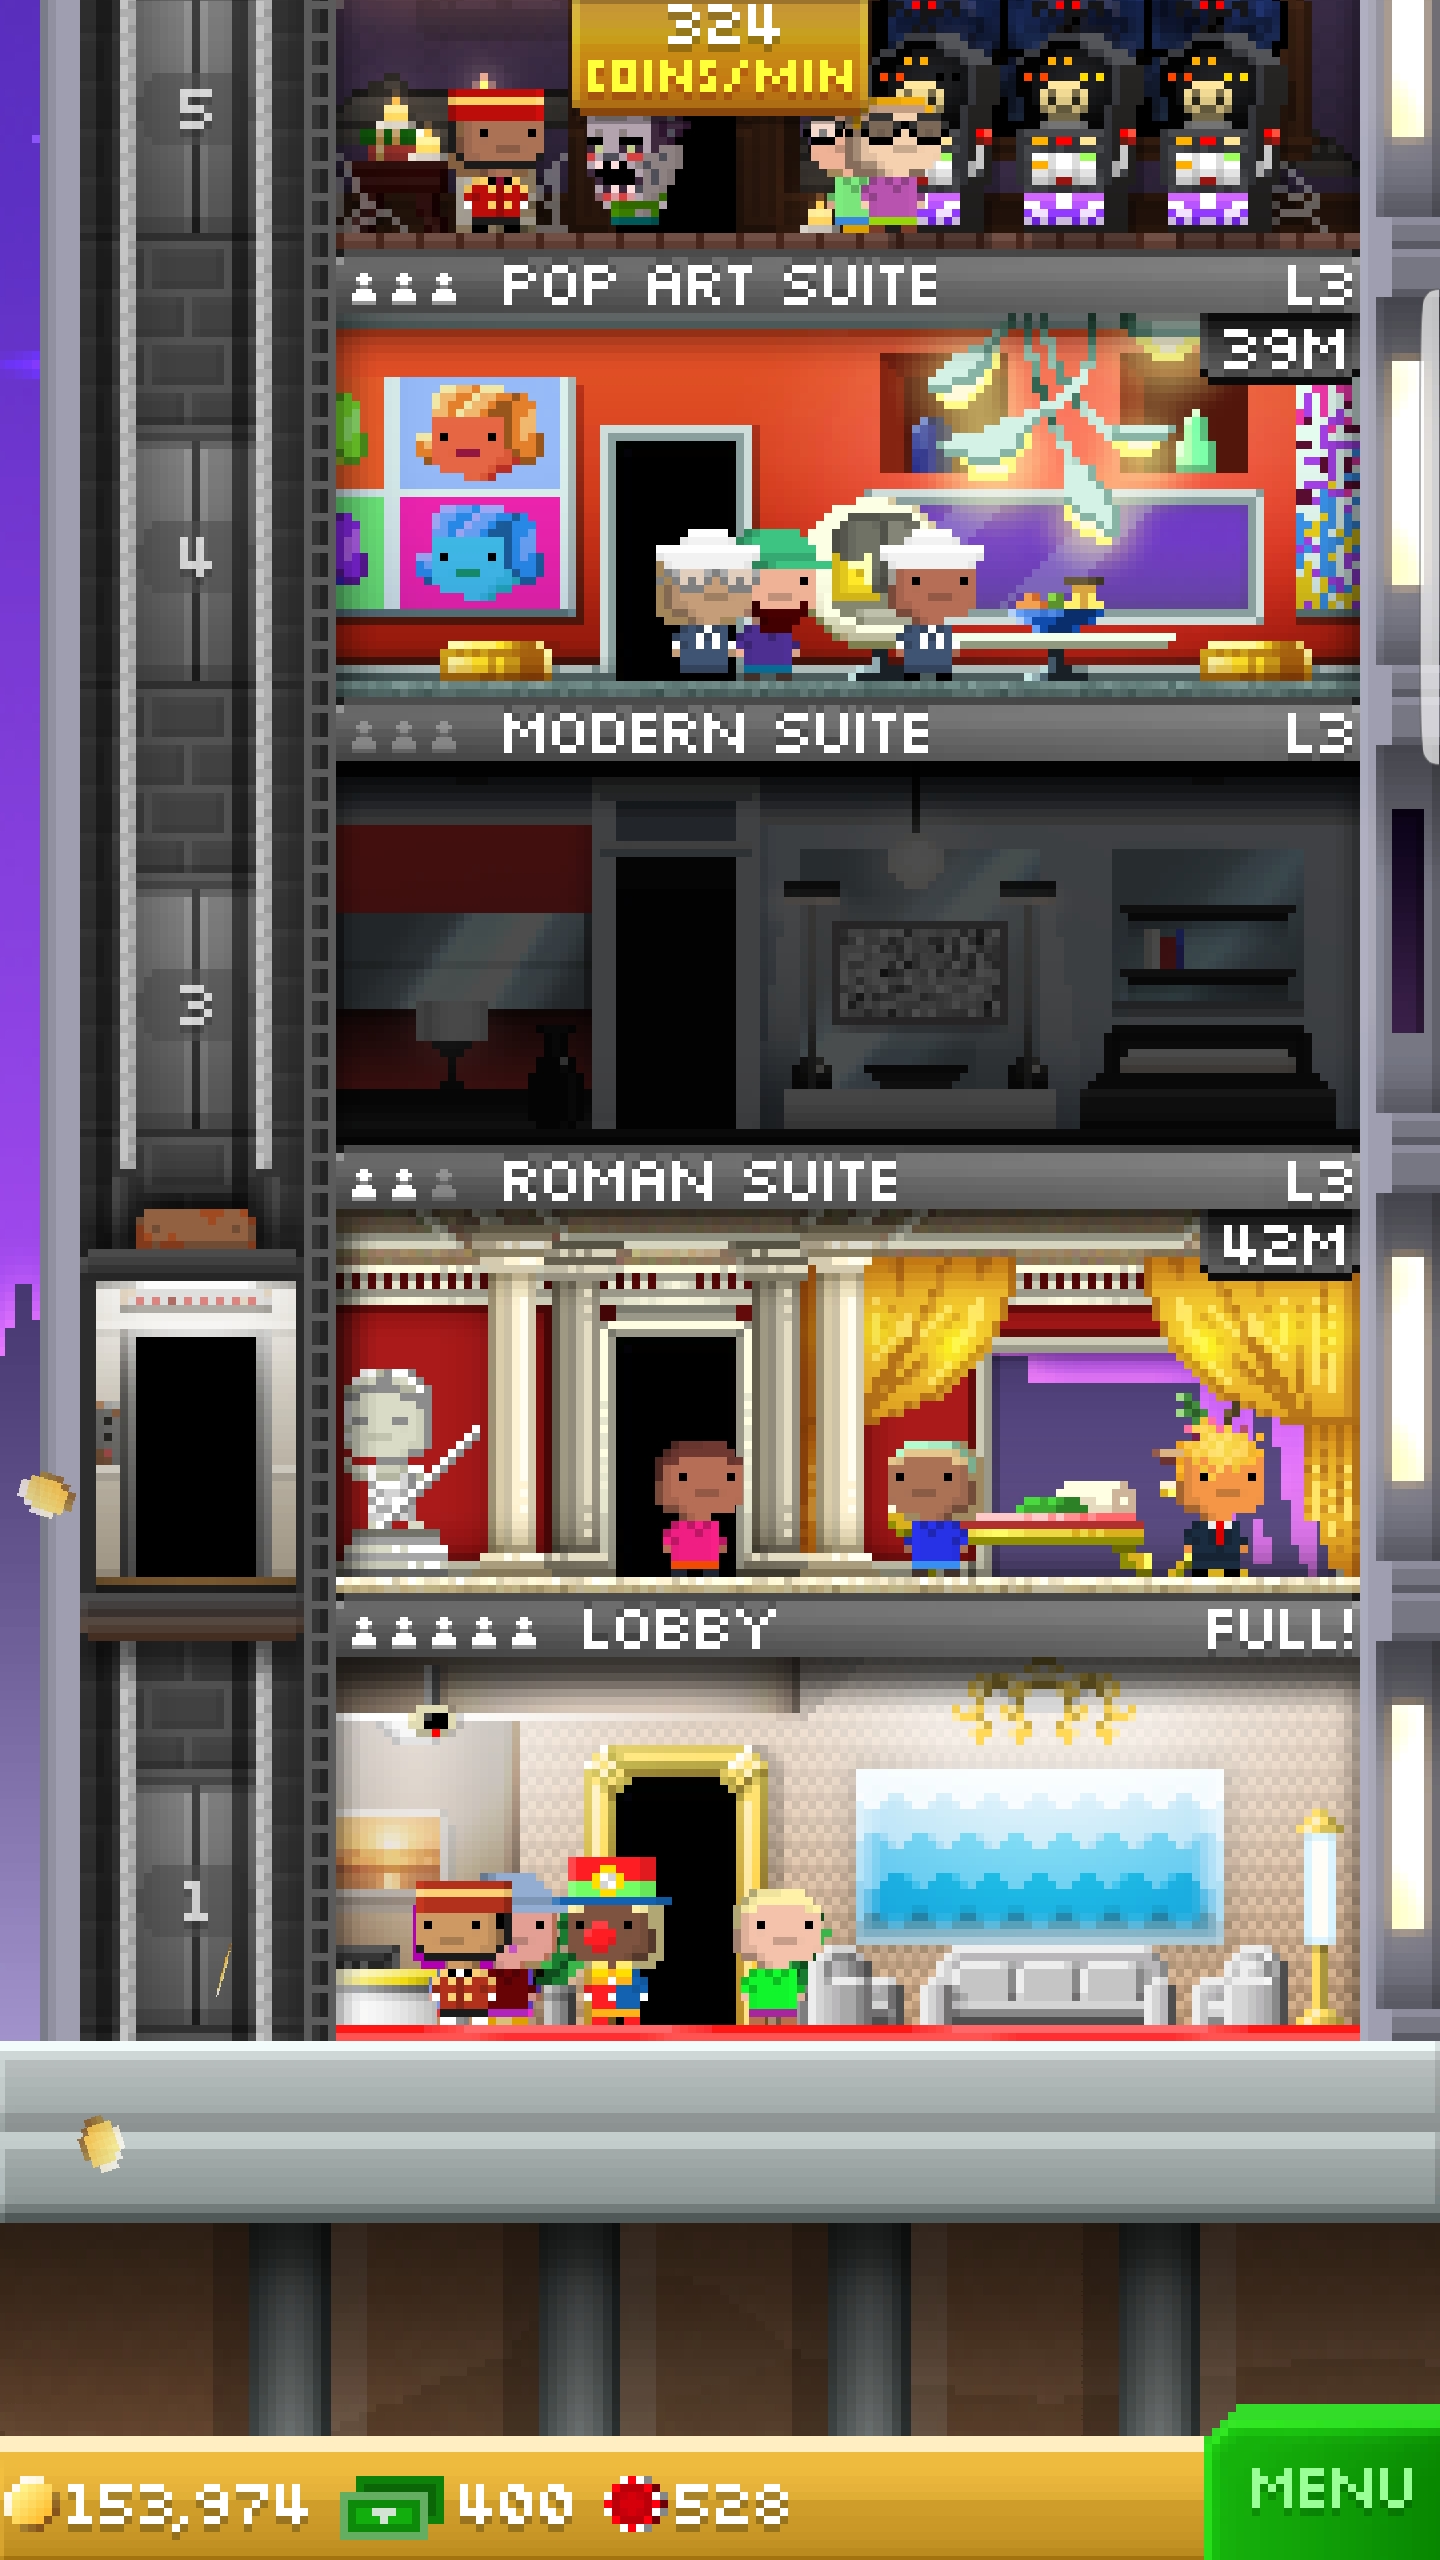 324
COINS/MIN
5
POP ART SUITE L3
39M
4
MODERN SUITE L3
3
ROMAN SUITE L3
42M
LOBBY FULL!
1
153,974 400 528
MENU